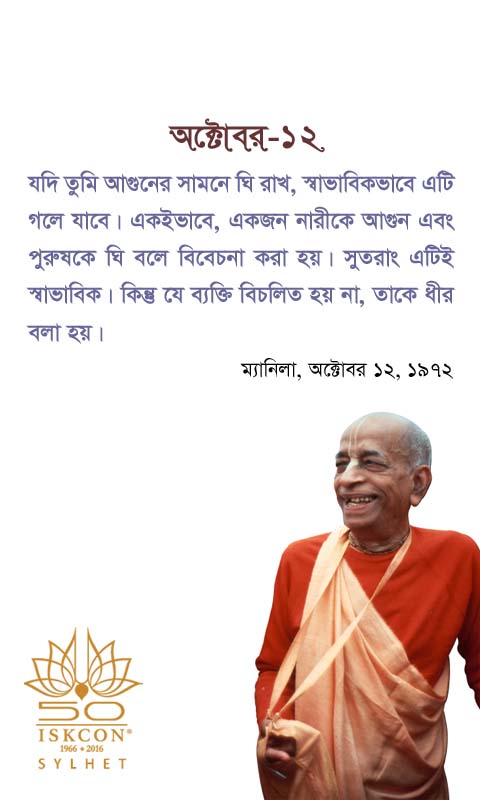 অক্টোবর-১২
যদি তুমি আগুনের সামনে ঘি রাখ, স্বাভাবিকভাবে এটি
গলে যাবে। একইভাবে, একজন নারীকে আগুন এবং
পুরুষকে ঘি বলে বিবেচনা করা হয়। সুতরাং এটিই
স্বাভাবিক। কিন্তু যে ব্যক্তি বিচলিত হয় না, তাকে ধীর
বলা হয়।
ম্যানিলা, অক্টোবর ১২, ১৯৭২
50
ISKCON®
1966 • 2016
SYLHET